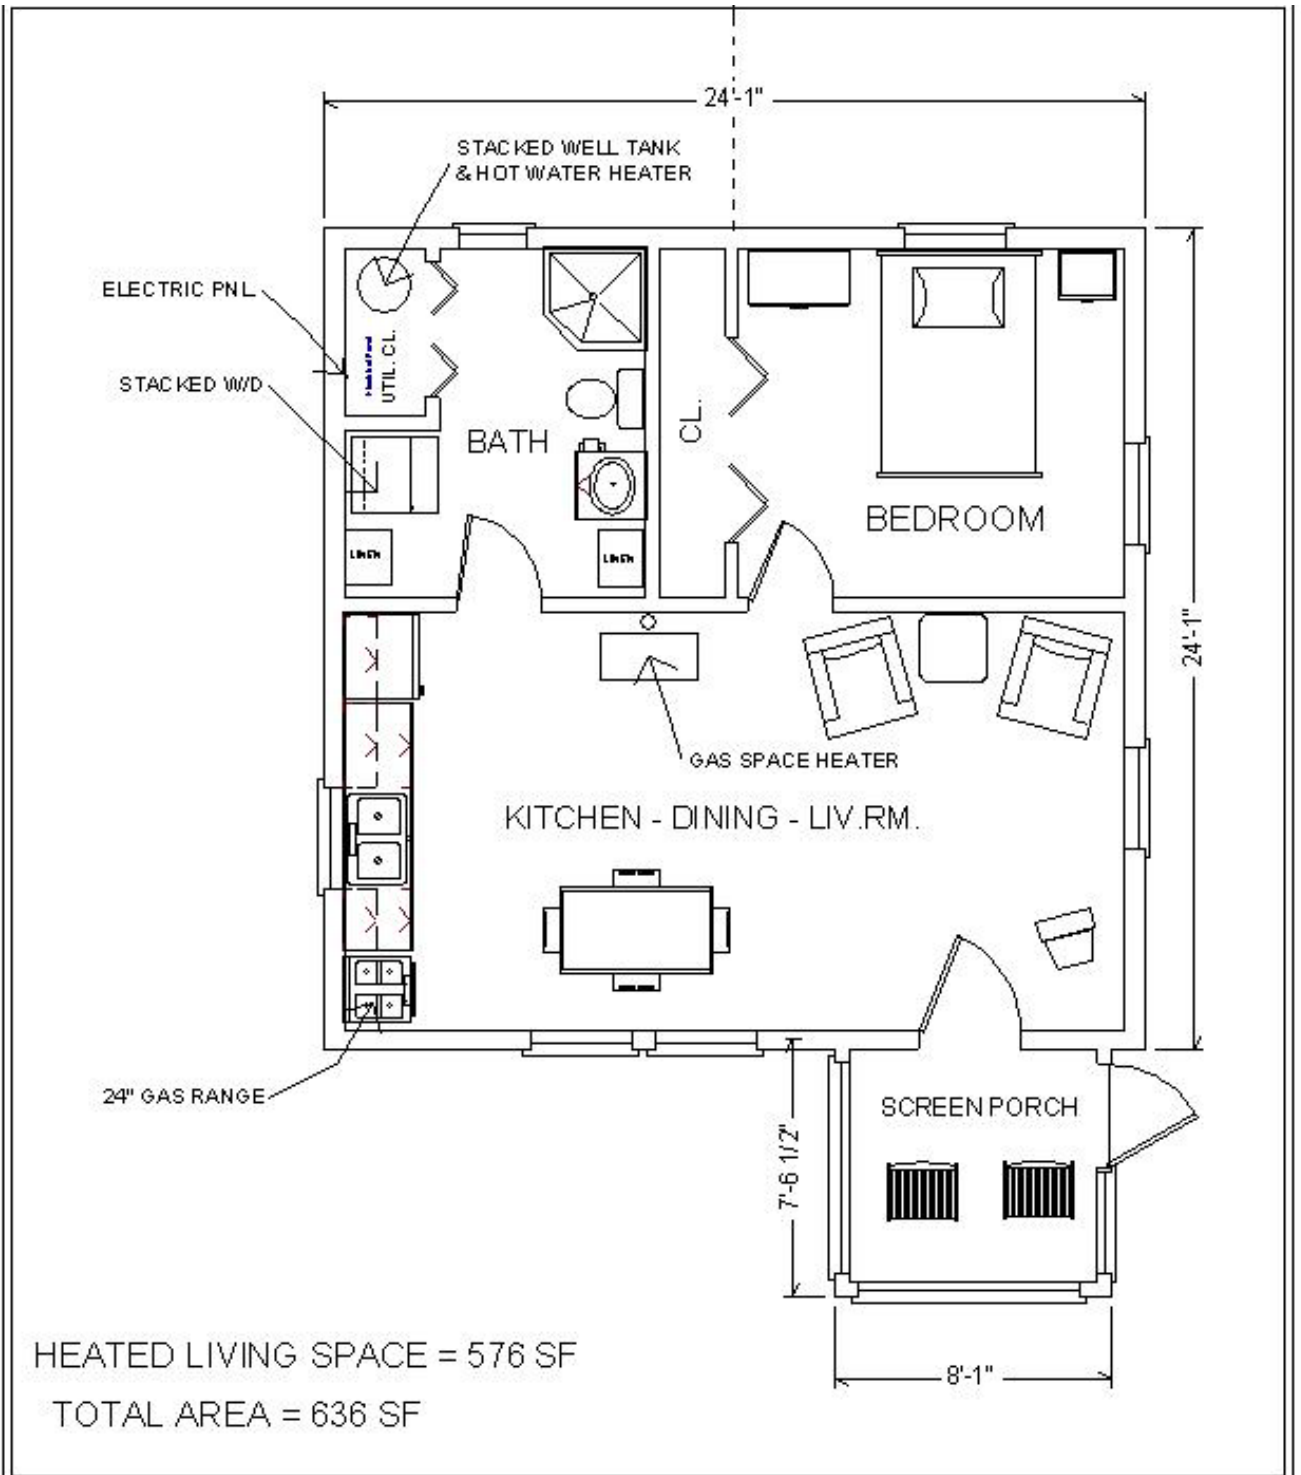 24'-1"
STACKED WELL TANK
& HOT WATER HEATER
ELECTRIC PNL
STACKED W/D
UTIL. CL.
BATH
CL.
BEDROOM
LINEN
LINEN
24'-1"
GAS SPACE HEATER
KITCHEN - DINING - LIV.RM.
24" GAS RANGE
SCREEN PORCH
7'-6 1/2"
8'-1"
HEATED LIVING SPACE = 576 SF
TOTAL AREA = 636 SF